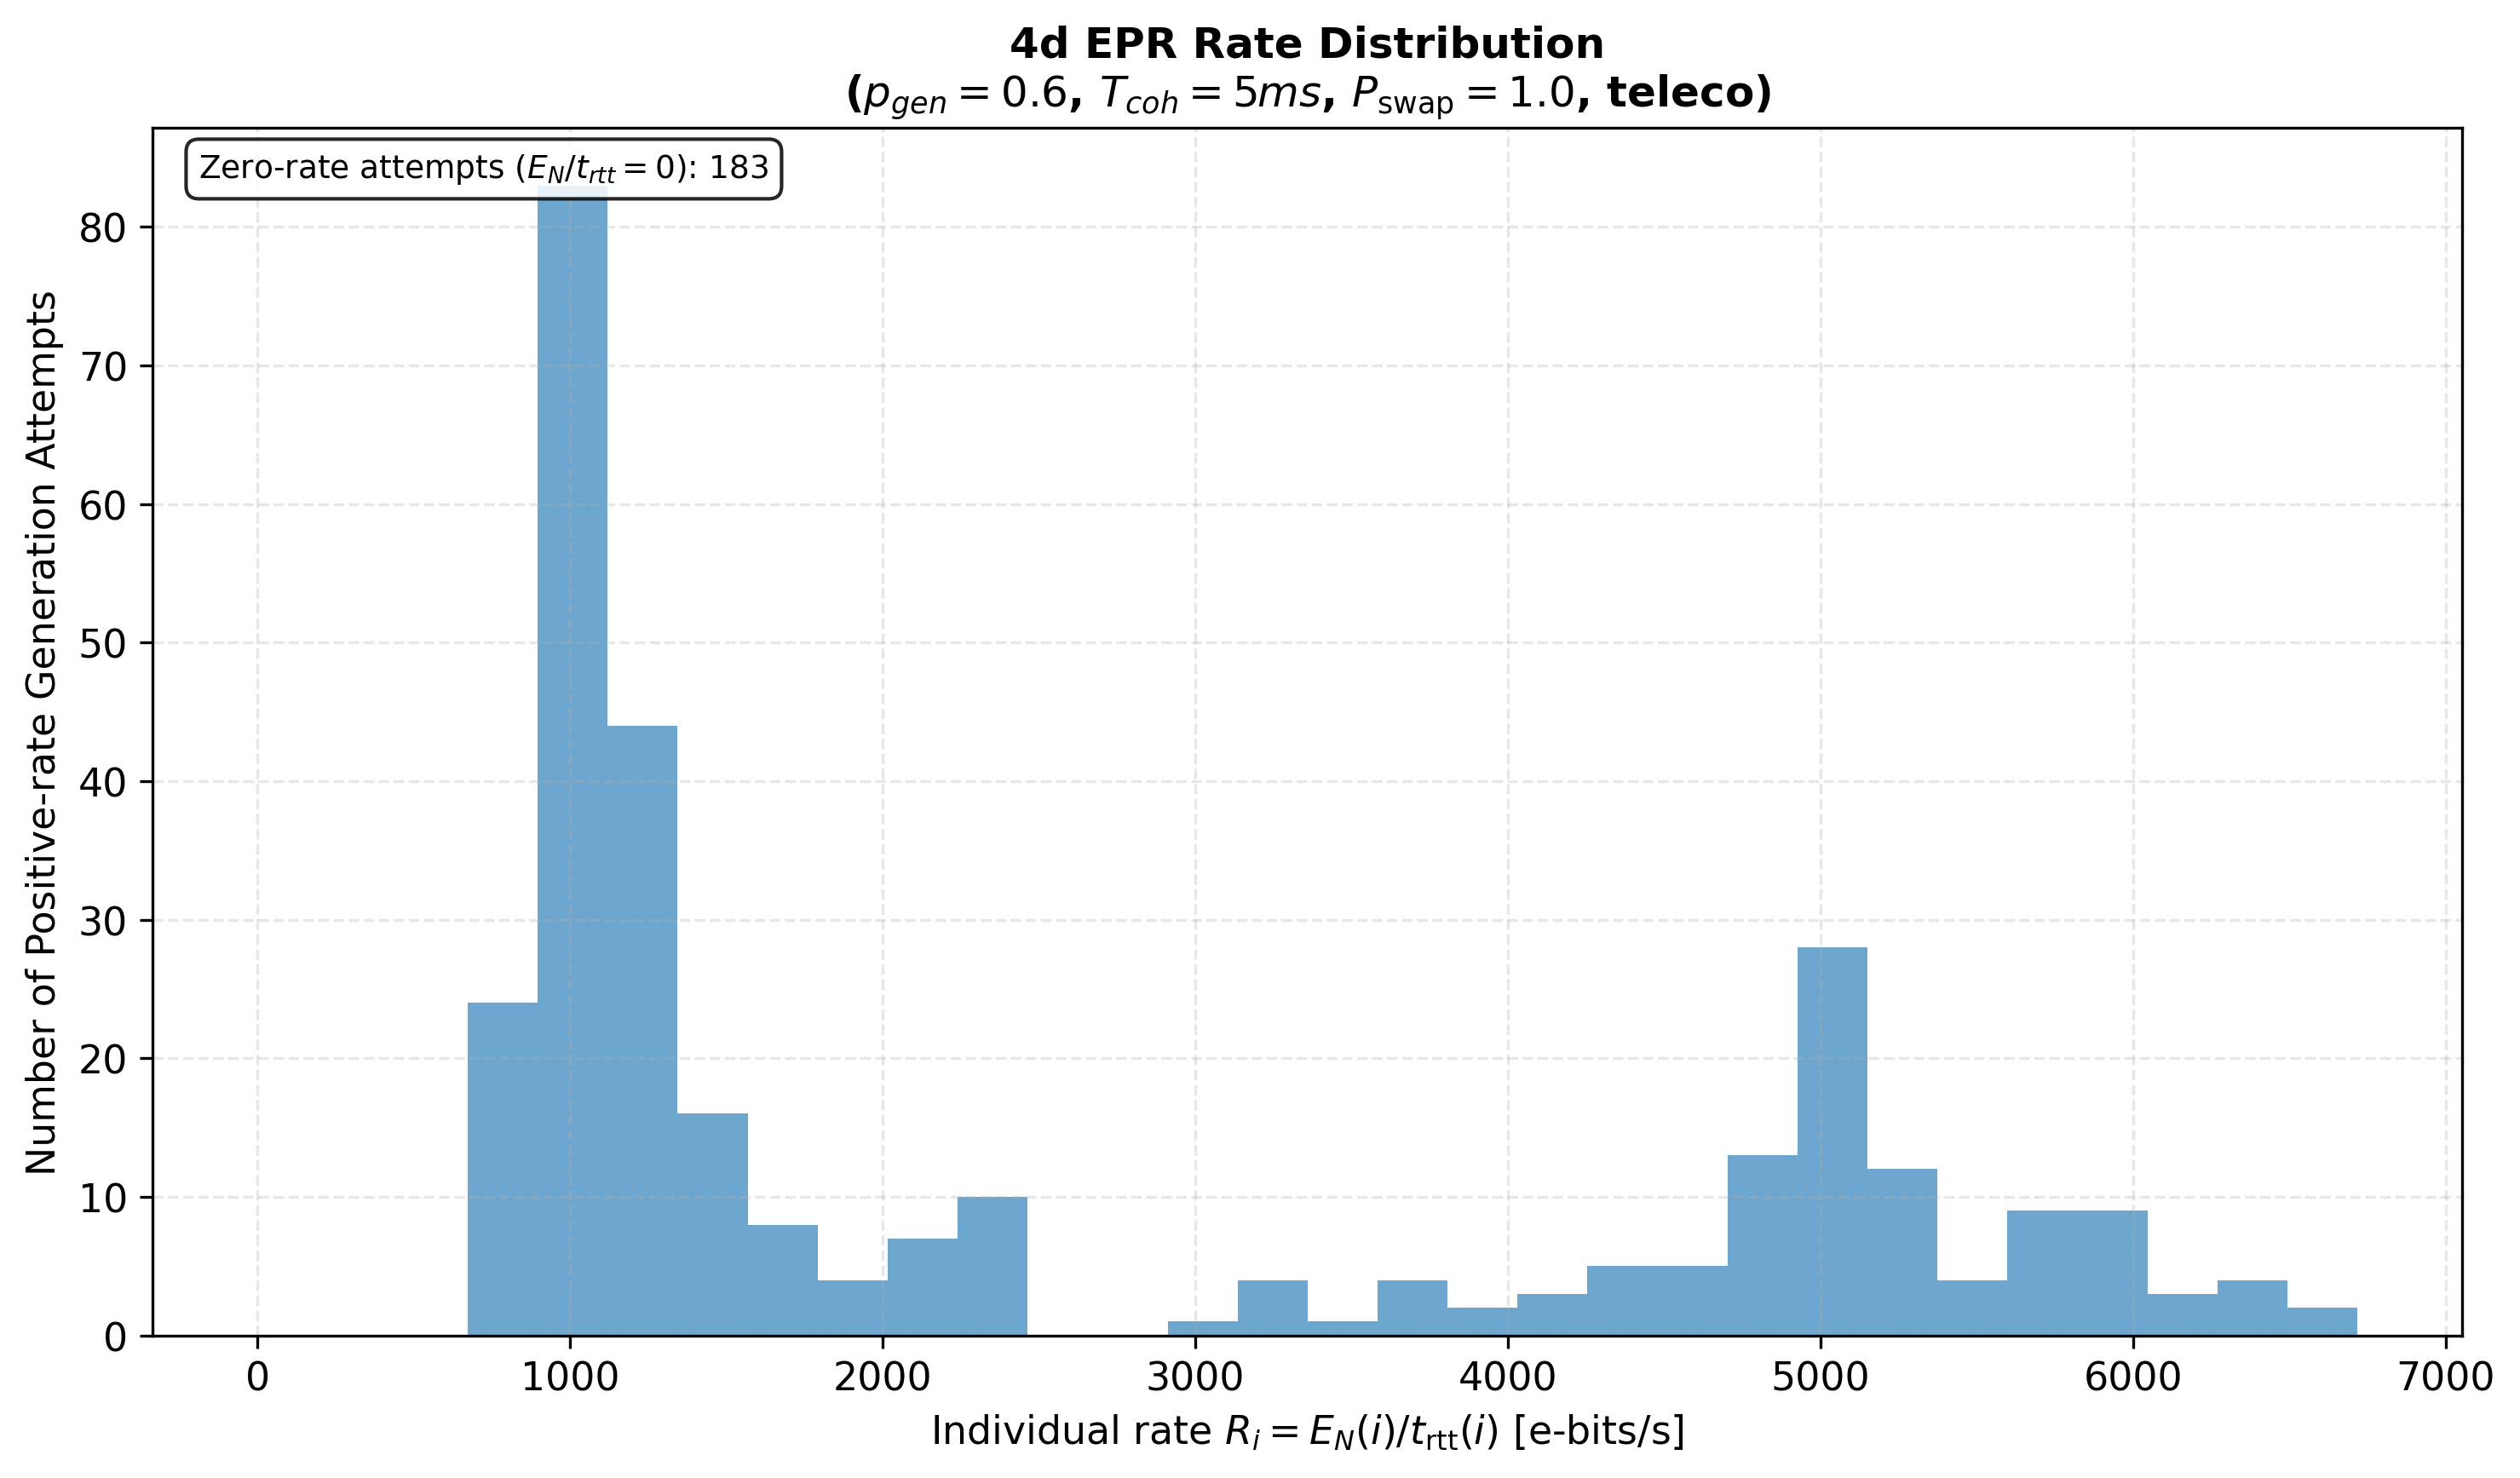 4d EPR Rate Distribution
(p_gen = 0.6, T_coh = 5ms, P_swap = 1.0, teleco)
Zero-rate attempts (E_N/t_rtt = 0): 183
Number of Positive-rate Generation Attempts
80
70
60
50
40
30
20
10
0
0 1000 2000 3000 4000 5000 6000 7000
Individual rate R_i = E_N(i)/t_rtt(i) [e-bits/s]